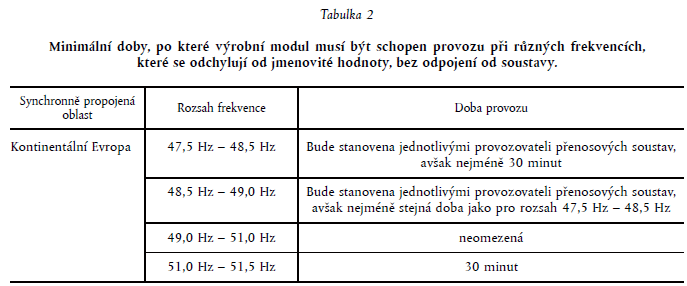 Tabulka 2
Minimální doby, po které výrobní modul musí být schopen provozu při různých frekvencích,
které se odchylují od jmenovité hodnoty, bez odpojení od soustavy.
Synchronně propojená
oblast
Rozsah frekvence
Doba provozu
Kontinentální Evropa
47,5 Hz – 48,5 Hz
Bude stanovena jednotlivými provozovateli přenosových soustav,
avšak nejméně 30 minut
48,5 Hz – 49,0 Hz
Bude stanovena jednotlivými provozovateli přenosových soustav,
avšak nejméně stejná doba jako pro rozsah 47,5 Hz – 48,5 Hz
49,0 Hz – 51,0 Hz
neomezená
51,0 Hz – 51,5 Hz
30 minut